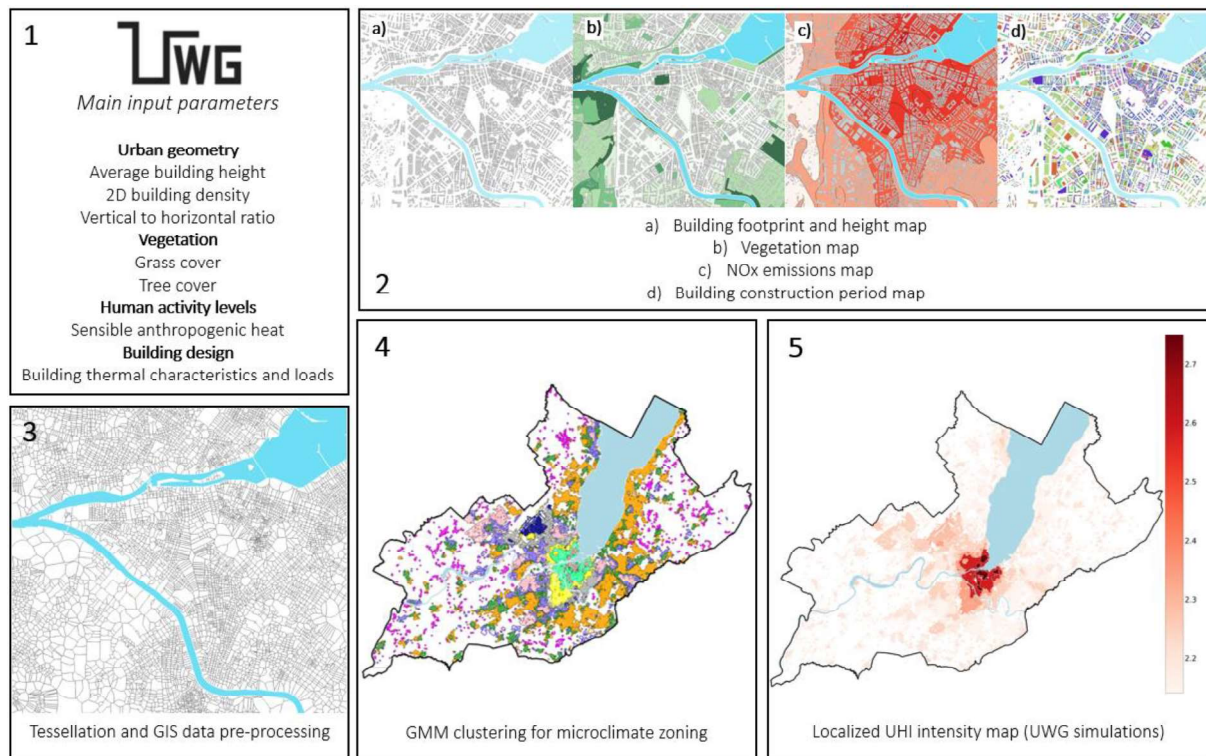 1
UWG
Main input parameters
Urban geometry
Average building height
2D building density
Vertical to horizontal ratio
Vegetation
Grass cover
Tree cover
Human activity levels
Sensible anthropogenic heat
Building design
Building thermal characteristics and loads
a)
b)
c)
d)
a) Building footprint and height map
b) Vegetation map
c) NOx emissions map
d) Building construction period map
2
3
Tessellation and GIS data pre-processing
4
GMM clustering for microclimate zoning
5
2.7
2.6
2.5
2.4
2.3
2.2
Localized UHI intensity map (UWG simulations)